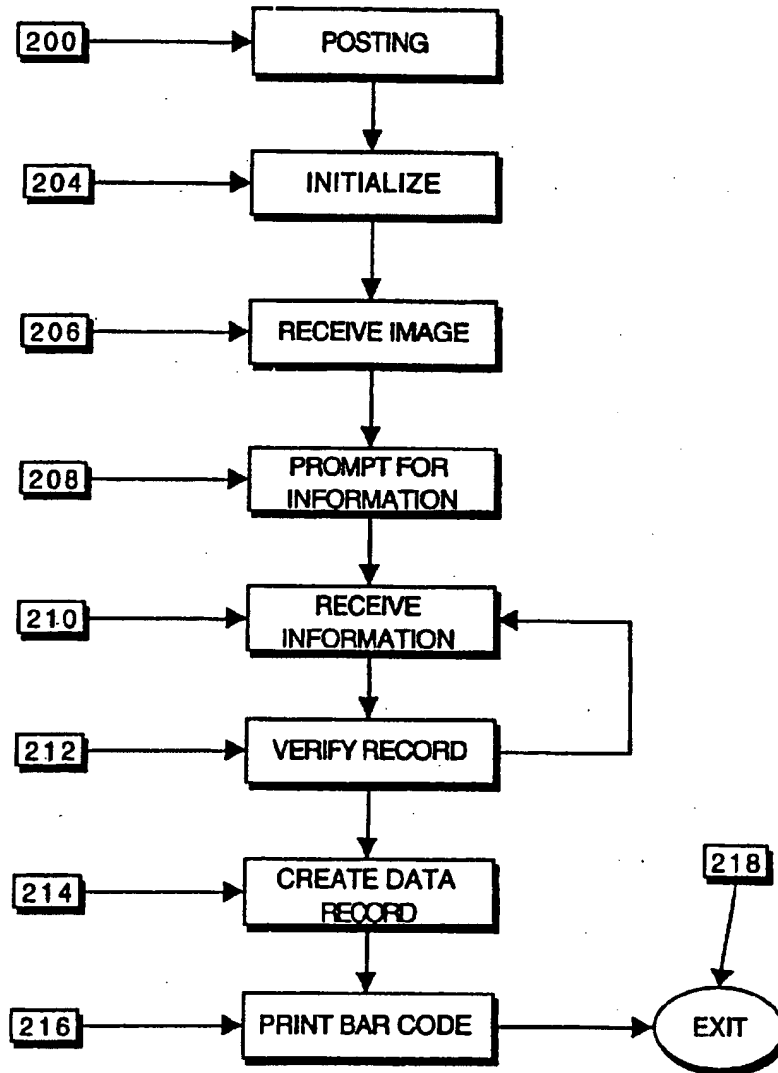 200
POSTING
204
INITIALIZE
206
RECEIVE IMAGE
208
PROMPT FOR
INFORMATION
210
RECEIVE
INFORMATION
212
VERIFY RECORD
214
CREATE DATA
RECORD
218
216
PRINT BAR CODE
EXIT